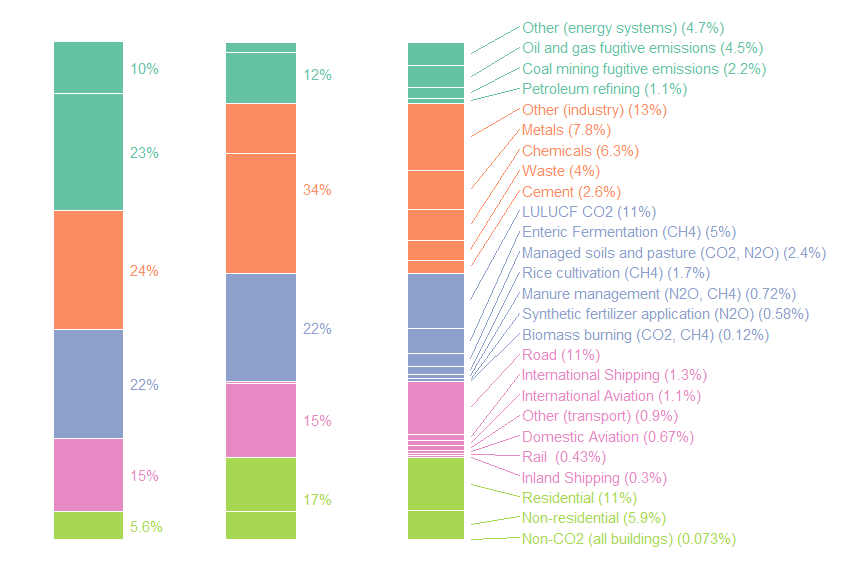 10%
23%
24%
22%
15%
5.6%
12%
34%
22%
15%
17%
Other (energy systems) (4.7%)
Oil and gas fugitive emissions (4.5%)
Coal mining fugitive emissions (2.2%)
Petroleum refining (1.1%)
Other (industry) (13%)
Metals (7.8%)
Chemicals (6.3%)
Waste (4%)
Cement (2.6%)
LULUCF CO2 (11%)
Enteric Fermentation (CH4) (5%)
Managed soils and pasture (CO2, N2O) (2.4%)
Rice cultivation (CH4) (1.7%)
Manure management (N2O, CH4) (0.72%)
Synthetic fertilizer application (N2O) (0.58%)
Biomass burning (CO2, CH4) (0.12%)
Road (11%)
International Shipping (1.3%)
International Aviation (1.1%)
Other (transport) (0.9%)
Domestic Aviation (0.67%)
Rail (0.43%)
Inland Shipping (0.3%)
Residential (11%)
Non-residential (5.9%)
Non-CO2 (all buildings) (0.073%)